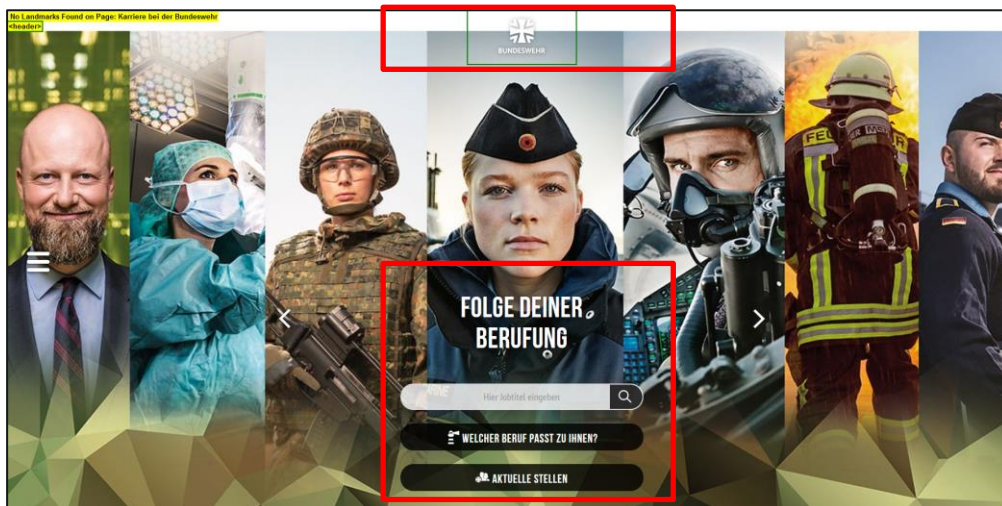 No Landmarks Found on Page: Karriere bei der Bundeswehr
<header>
BUNDESWEHR
FOLGE DEINER
BERUFUNG
Hier Jobtitel eingeben
WELCHER BERUF PASST ZU IHNEN?
AKTUELLE STELLEN